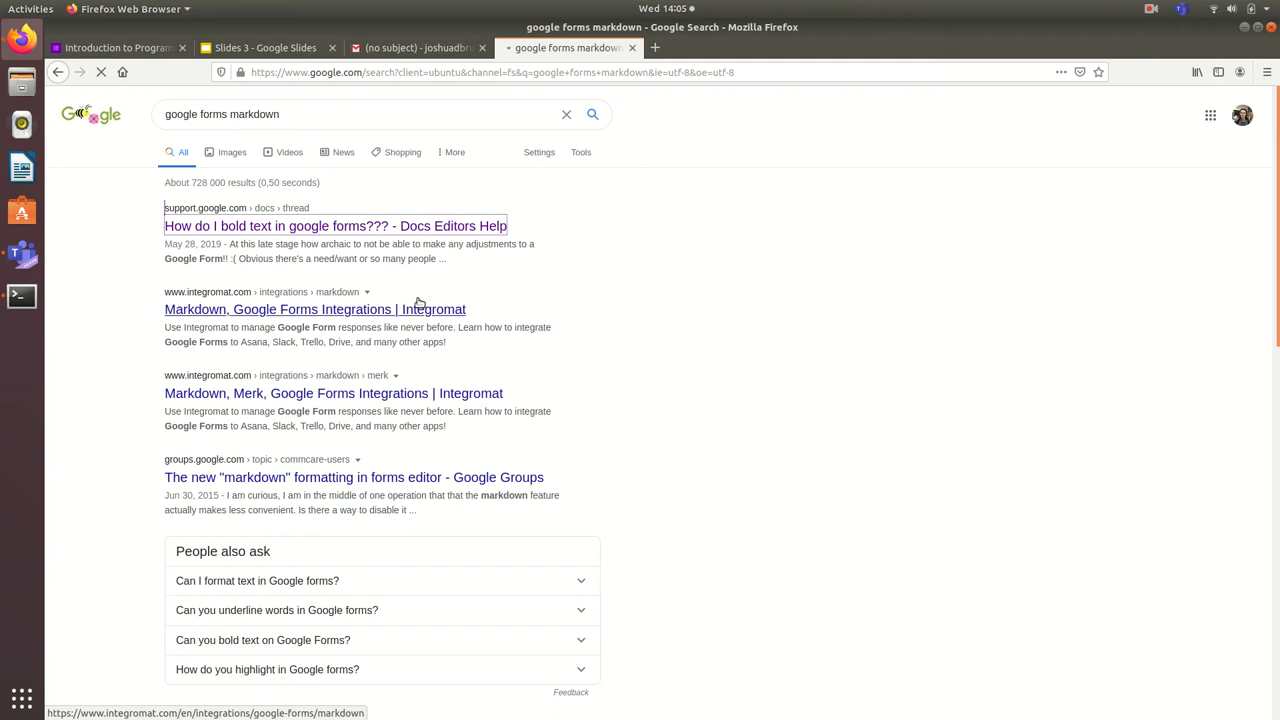 Activities
Firefox Web Browser
Wed 14:05
google forms markdown - Google Search - Mozilla Firefox
Introduction to Program
Slides 3 - Google Slides
(no subject) - joshuadbru
google forms markdown
https://www.google.com/search?client=ubuntu&channel=fs&q=google+forms+markdown&ie=utf-8&oe=utf-8
google forms markdown
All
Images
Videos
News
Shopping
More
Settings
Tools
About 728 000 results (0,50 seconds)
support.google.com › docs › thread
How do I bold text in google forms??? - Docs Editors Help
May 28, 2019 - At this late stage how archaic to not be able to make any adjustments to a
Google Form!! :( Obvious there's a need/want or so many people ...
www.integromat.com › integrations › markdown
Markdown, Google Forms Integrations | Integromat
Use Integromat to manage Google Form responses like never before. Learn how to integrate
Google Forms to Asana, Slack, Trello, Drive, and many other apps!
www.integromat.com › integrations › markdown › merk
Markdown, Merk, Google Forms Integrations | Integromat
Use Integromat to manage Google Form responses like never before. Learn how to integrate
Google Forms to Asana, Slack, Trello, Drive, and many other apps!
groups.google.com › topic › commcare-users
The new "markdown" formatting in forms editor - Google Groups
Jun 30, 2015 - I am curious, I am in the middle of one operation that that the markdown feature
actually makes less convenient. Is there a way to disable it ...
People also ask
Can I format text in Google forms?
Can you underline words in Google forms?
Can you bold text on Google Forms?
How do you highlight in Google forms?
Feedback
https://www.integromat.com/en/integrations/google-forms/markdown